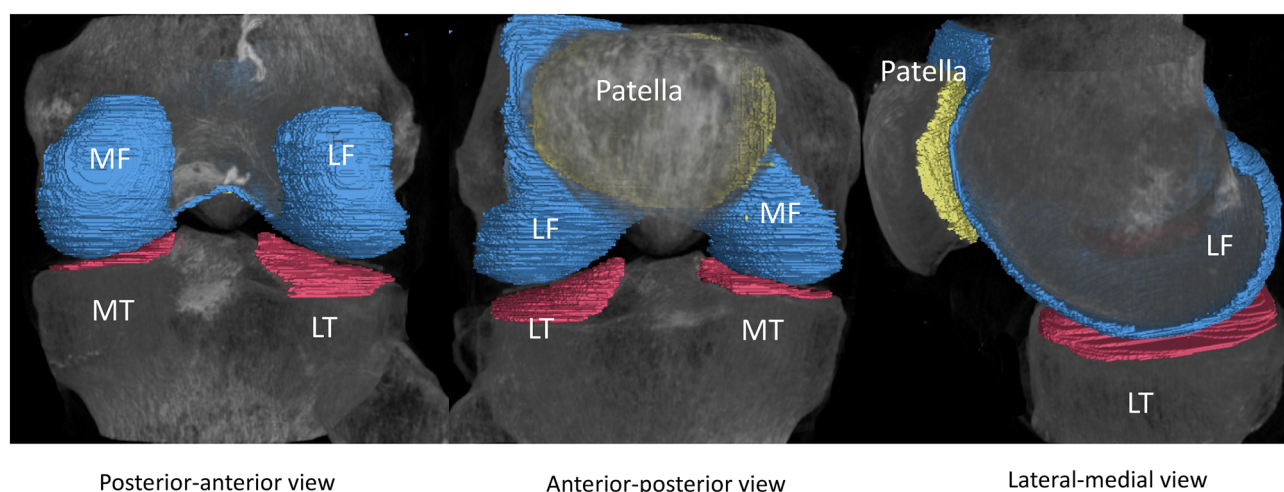 MF
LF
MT
LT
Posterior-anterior view
Patella
LF
MF
LT
MT
Anterior-posterior view
Patella
LF
LT
Lateral-medial view